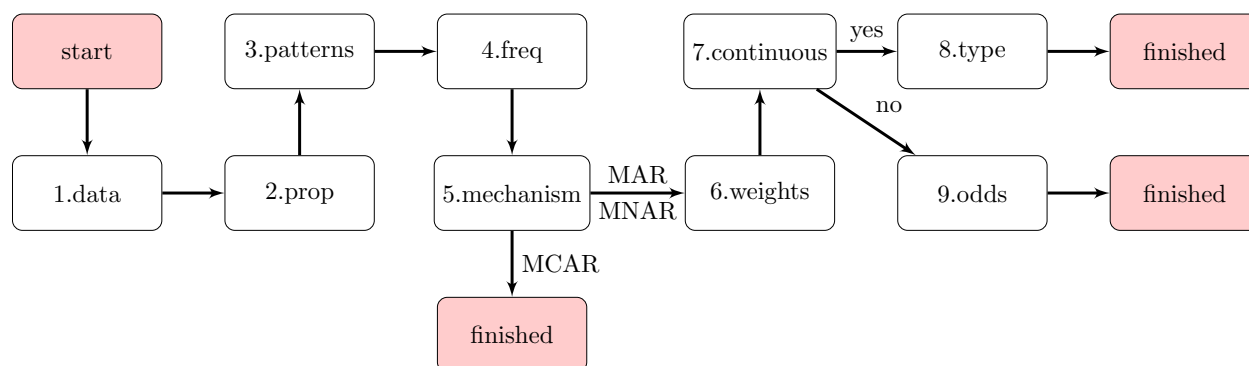 start
3.patterns
4.freq
7.continuous
yes
8.type
finished
no
1.data
2.prop
5.mechanism
MAR
MNAR
6.weights
9.odds
finished
MCAR
finished